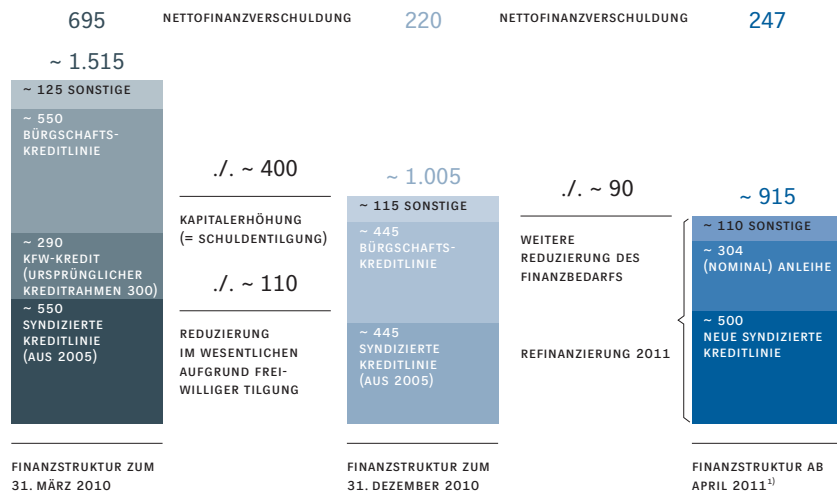 695 NETTOFINANZVERSCHULDUNG 220 NETTOFINANZVERSCHULDUNG 247
~ 1.515
~ 125 SONSTIGE
~ 550
BÜRGSCHAFTS-
KREDITLINIE
~ 290
KFW-KREDIT
(URSPRÜNGLICHER
KREDITRAHMEN 300)
~ 550
SYNDIZIERTE
KREDITLINIE
(AUS 2005)
FINANZSTRUKTUR ZUM
31. MÄRZ 2010
./. ~ 400
KAPITALERHÖHUNG
(= SCHULDENTILGUNG)
./. ~ 110
REDUZIERUNG
IM WESENTLICHEN
AUFGRUND FREI-
WILLIGER TILGUNG
~ 1.005
~ 115 SONSTIGE
~ 445
BÜRGSCHAFTS-
KREDITLINIE
~ 445
SYNDIZIERTE
KREDITLINIE
(AUS 2005)
FINANZSTRUKTUR ZUM
31. DEZEMBER 2010
./. ~ 90
WEITERE
REDUZIERUNG DES
FINANZBEDARFS
REFINANZIERUNG 2011
~ 915
~ 110 SONSTIGE
~ 304
(NOMINAL) ANLEIHE
~ 500
NEUE SYNDIZIERTE
KREDITLINIE
FINANZSTRUKTUR AB
APRIL 2011¹⁾